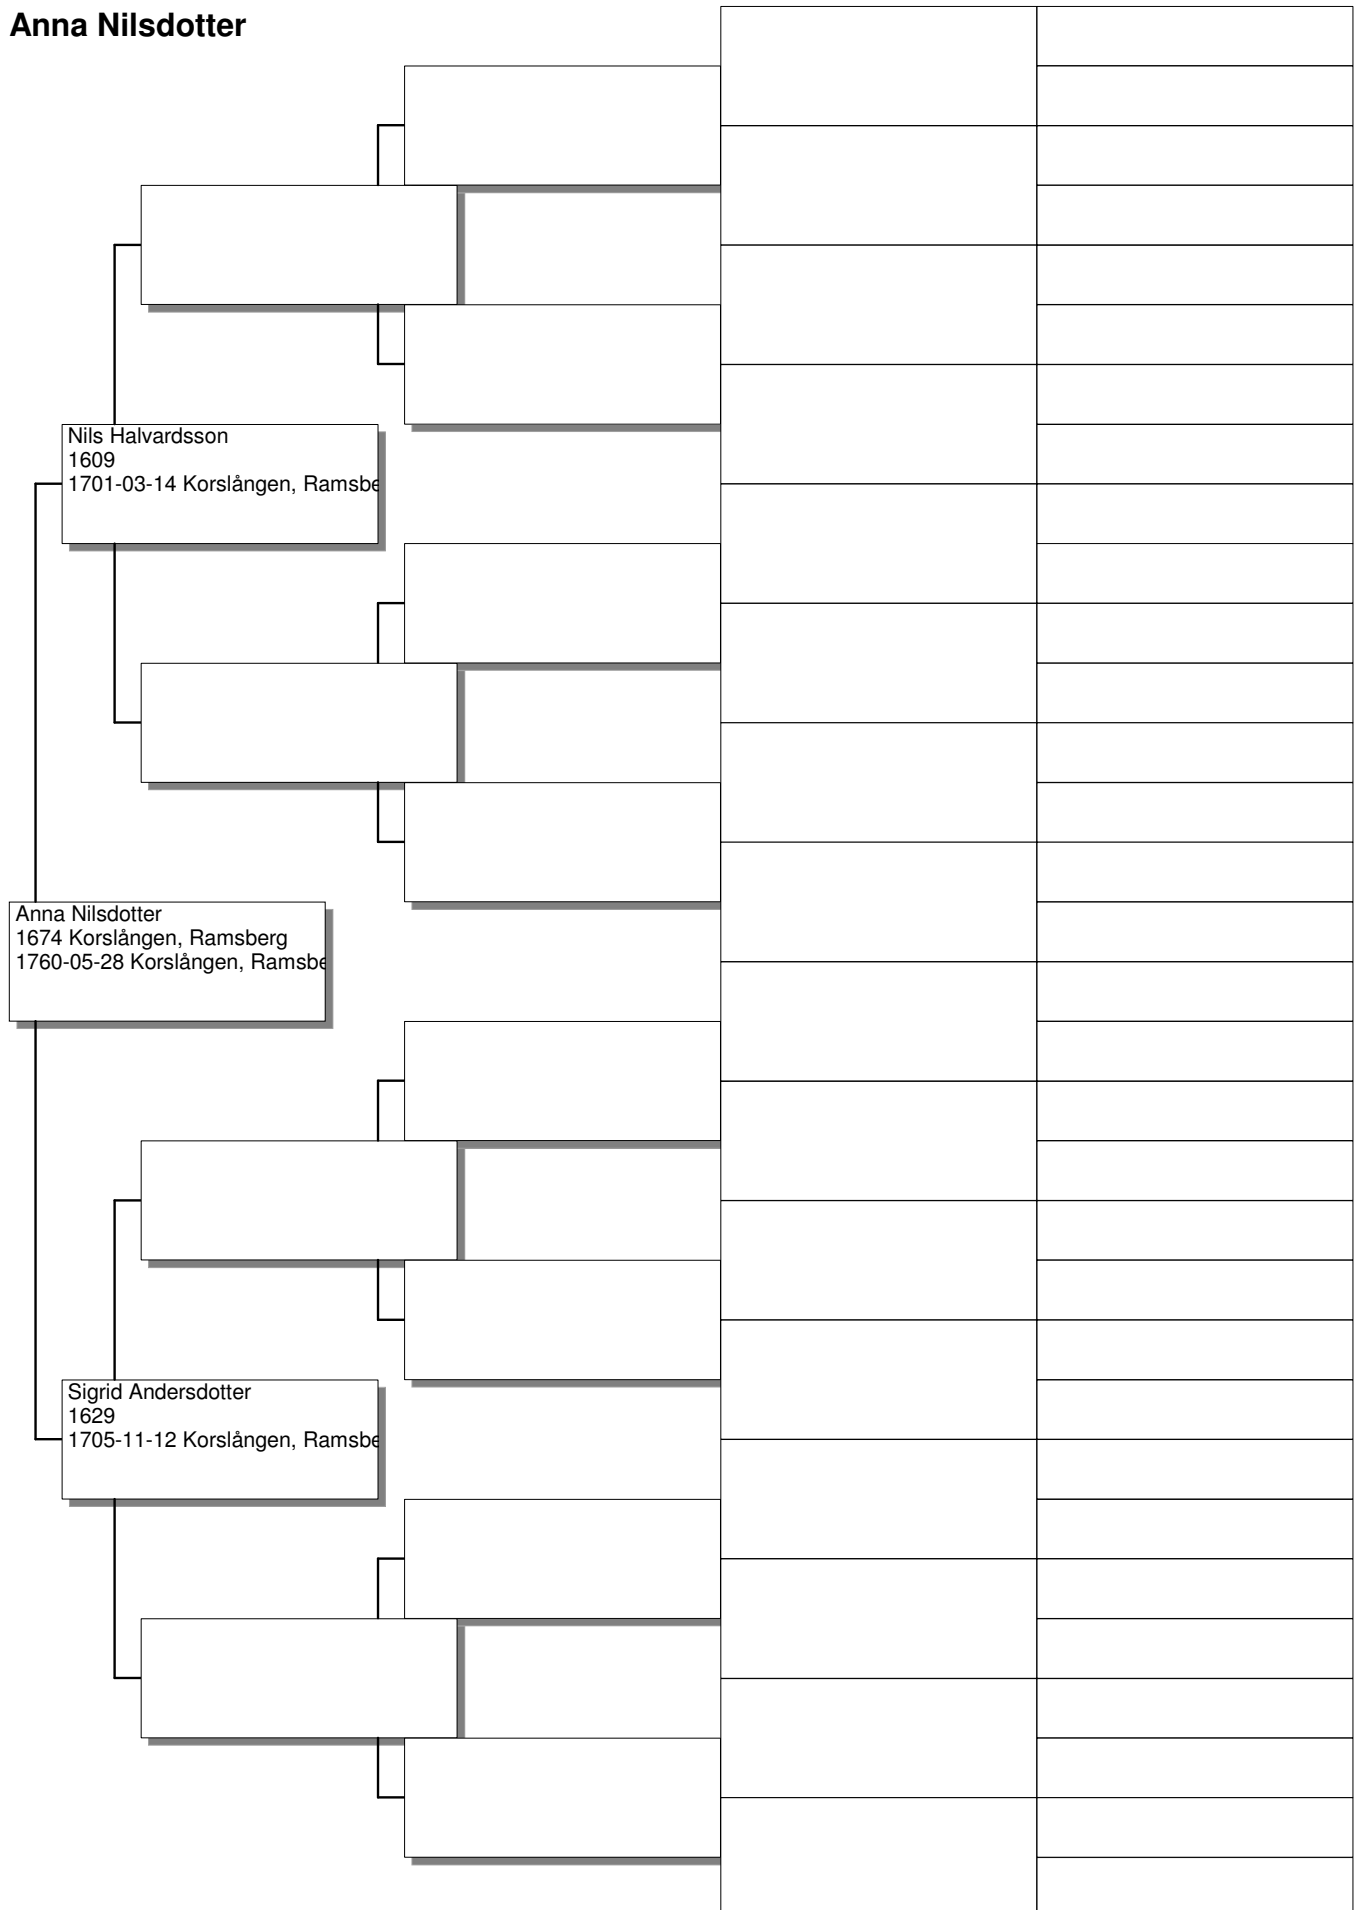 Anna Nilsdotter
Nils Halvardsson
1609
1701-03-14 Korslången, Ramsbe
Anna Nilsdotter
1674 Korslången, Ramsberg
1760-05-28 Korslången, Ramsbe
Sigrid Andersdotter
1629
1705-11-12 Korslången, Ramsbe